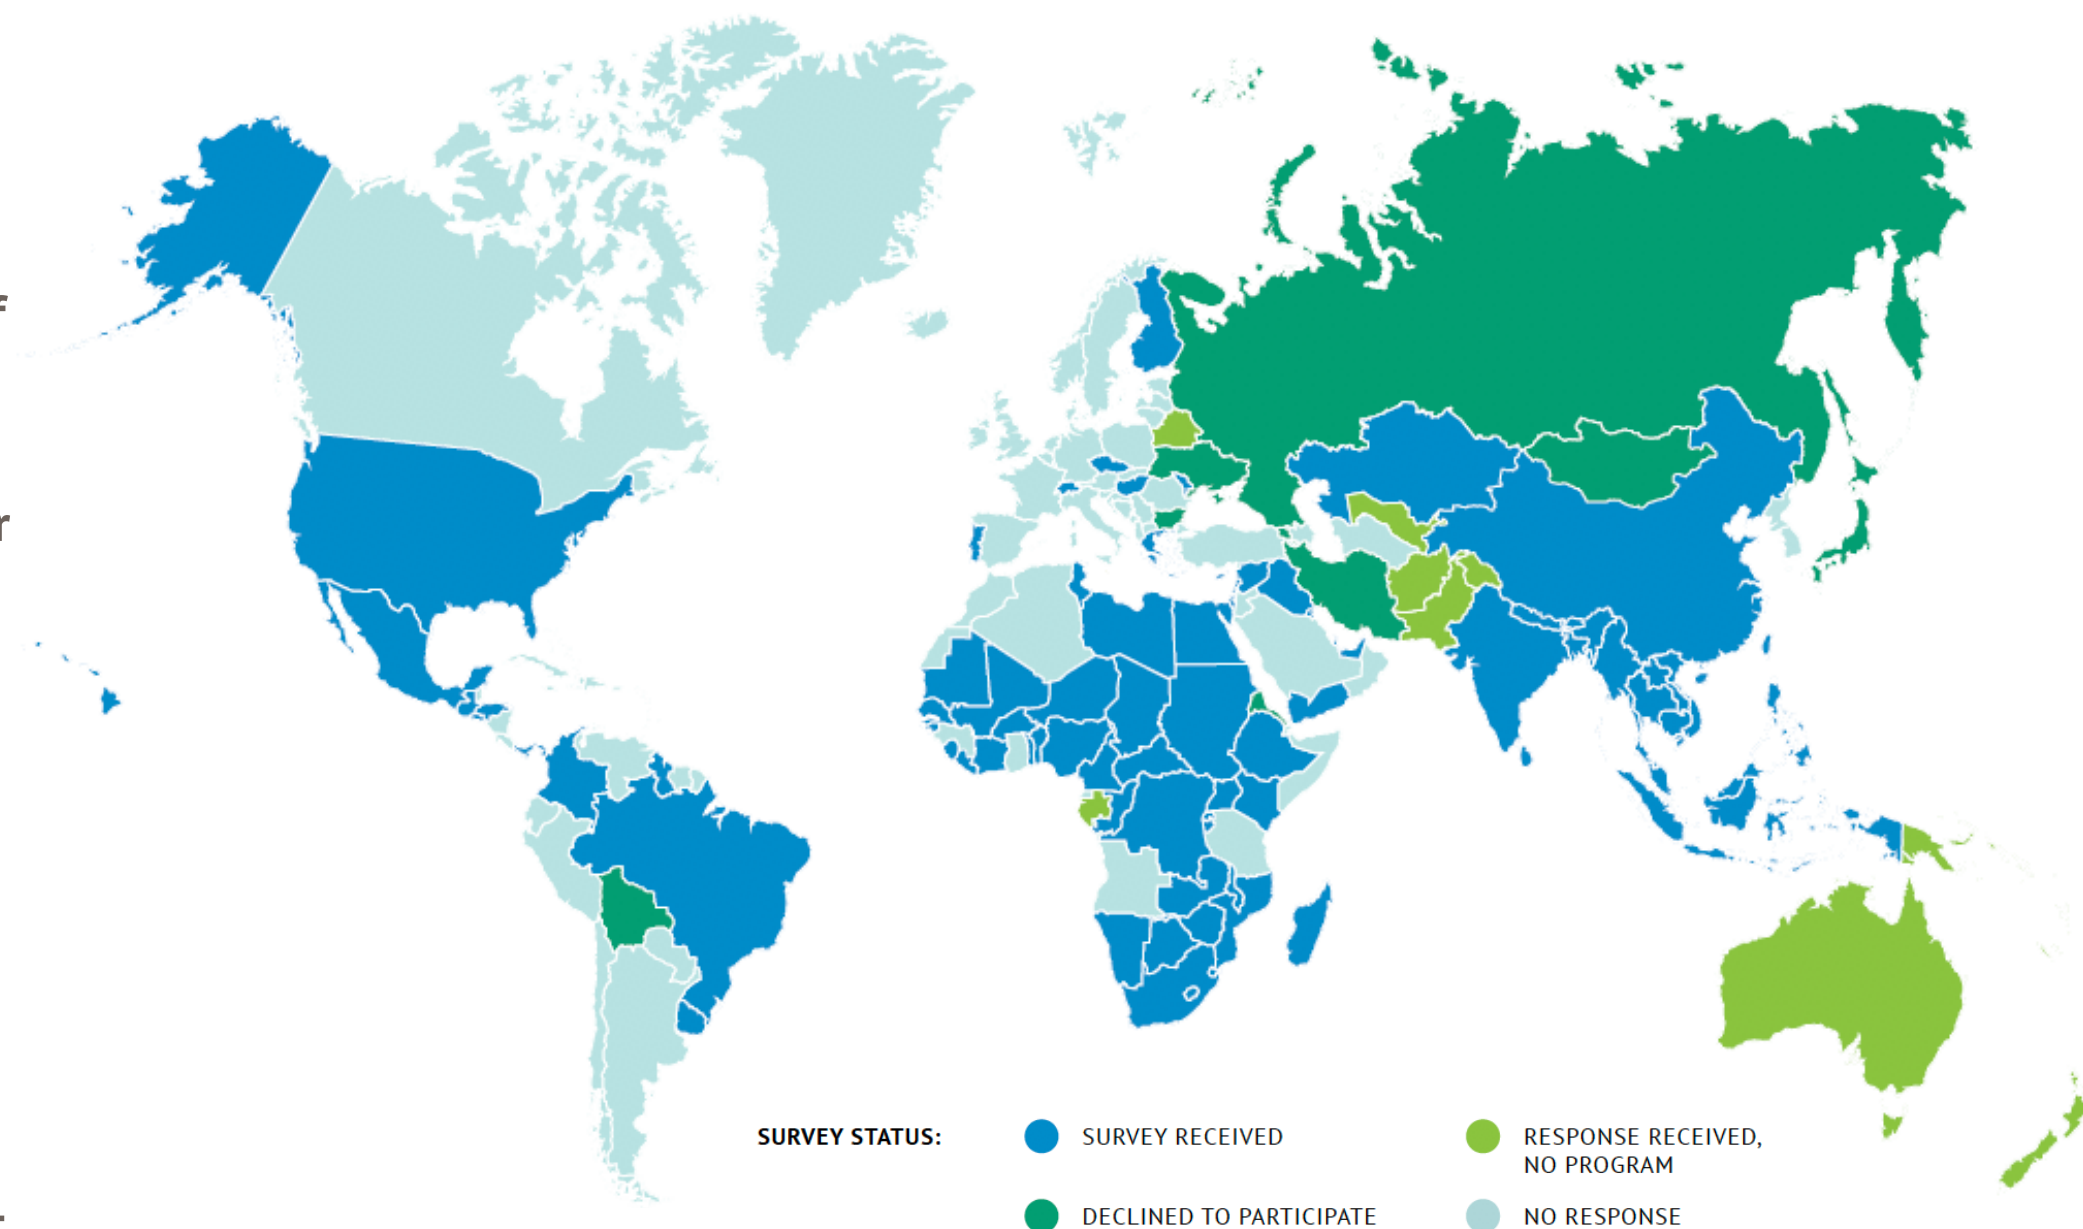 f
r
SURVEY STATUS:
SURVEY RECEIVED
RESPONSE RECEIVED,
NO PROGRAM
DECLINED TO PARTICIPATE
NO RESPONSE